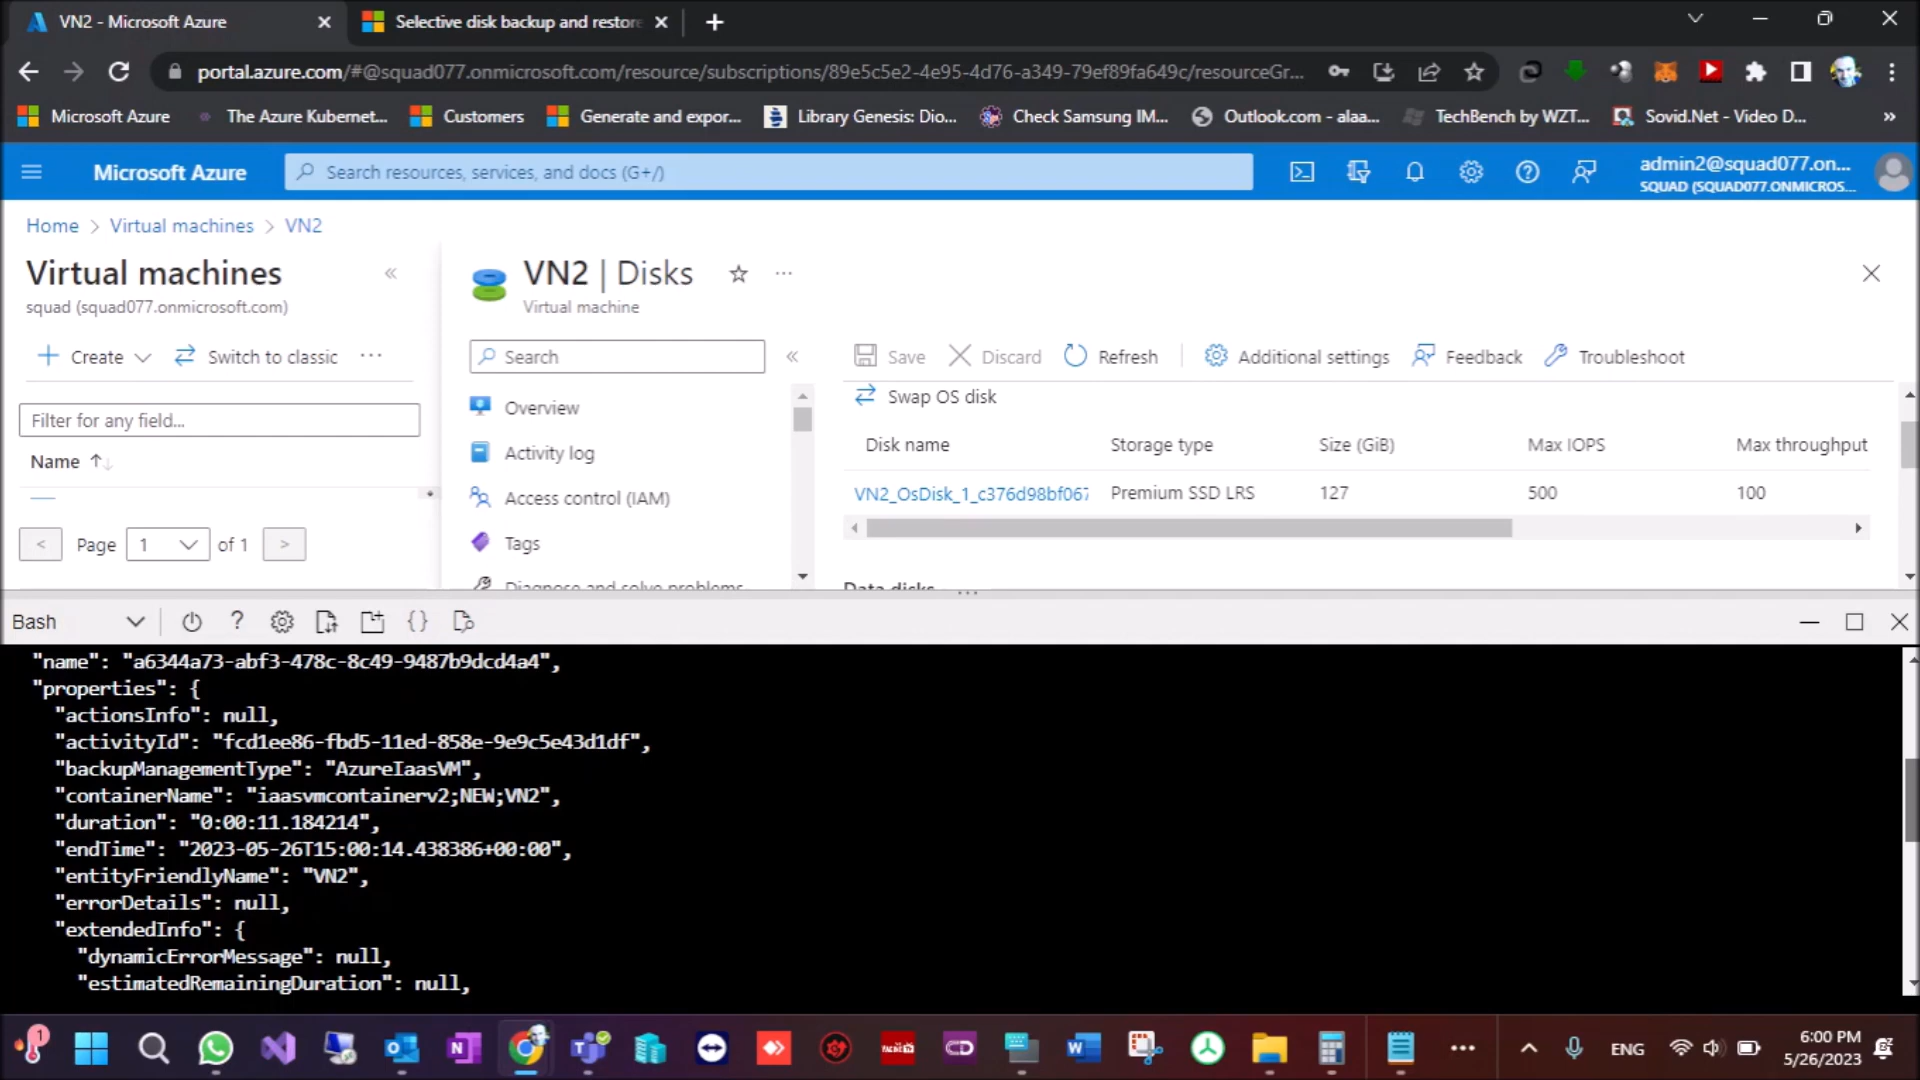 VN2 - Microsoft Azure
Selective disk backup and restore
portal.azure.com/#@squad077.onmicrosoft.com/resource/subscriptions/89e5c5e2-4e95-4d76-a349-79ef89fa649c/resourceGr...
Microsoft Azure
The Azure Kubernet...
Customers
Generate and expor...
Library Genesis: Dio...
Check Samsung IM...
Outlook.com - alaa...
TechBench by WZT...
Sovid.Net - Video D...
»
Microsoft Azure
Search resources, services, and docs (G+/)
admin2@squad077.on...
SQUAD (SQUAD077.ONMICROS...
Home > Virtual machines > VN2
Virtual machines
squad (squad077.onmicrosoft.com)
Create
Switch to classic
Filter for any field...
Name
< Page 1 of 1 >
VN2 | Disks
Virtual machine
Search
Overview
Activity log
Access control (IAM)
Tags
Diagnose and solve problems
Save
Discard
Refresh
Additional settings
Feedback
Troubleshoot
Swap OS disk
Disk name Storage type Size (GiB) Max IOPS Max throughput
VN2_OsDisk_1_c376d98bf067 Premium SSD LRS 127 500 100
Data disks
Bash
"name": "a6344a73-abf3-478c-8c49-9487b9dcd4a4",
"properties": {
"actionsInfo": null,
"activityId": "fcd1ee86-fbd5-11ed-858e-9e9c5e43d1df",
"backupManagementType": "AzureIaasVM",
"containerName": "iaasvmcontainerv2;NEW;VN2",
"duration": "0:00:11.184214",
"endTime": "2023-05-26T15:00:14.438386+00:00",
"entityFriendlyName": "VN2",
"errorDetails": null,
"extendedInfo": {
"dynamicErrorMessage": null,
"estimatedRemainingDuration": null,
ENG
6:00 PM
5/26/2023